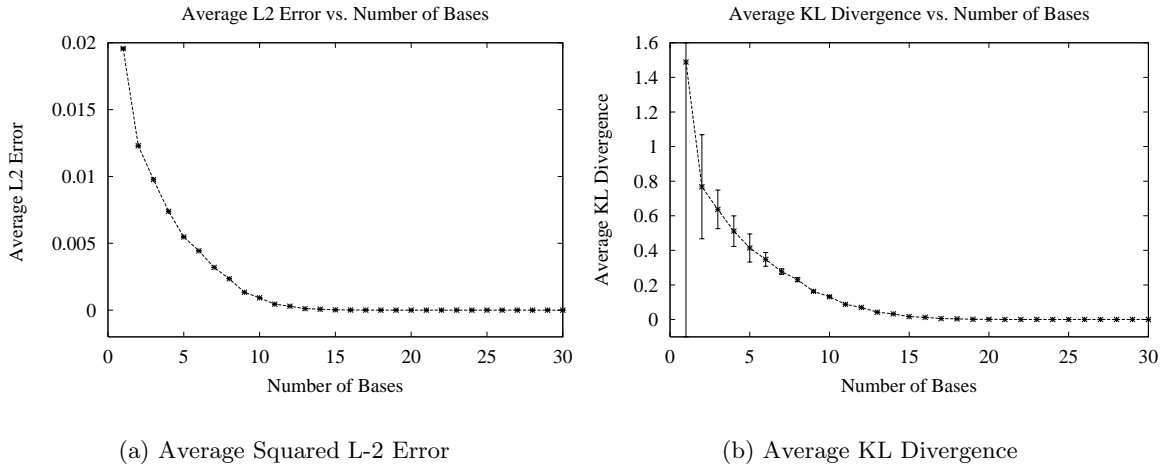 Average L2 Error vs. Number of Bases
0.02
0.015
0.01
0.005
0
Average L2 Error
0 5 10 15 20 25 30
Number of Bases
(a) Average Squared L-2 Error
Average KL Divergence vs. Number of Bases
1.6
1.4
1.2
1
0.8
0.6
0.4
0.2
0
Average KL Divergence
0 5 10 15 20 25 30
Number of Bases
(b) Average KL Divergence